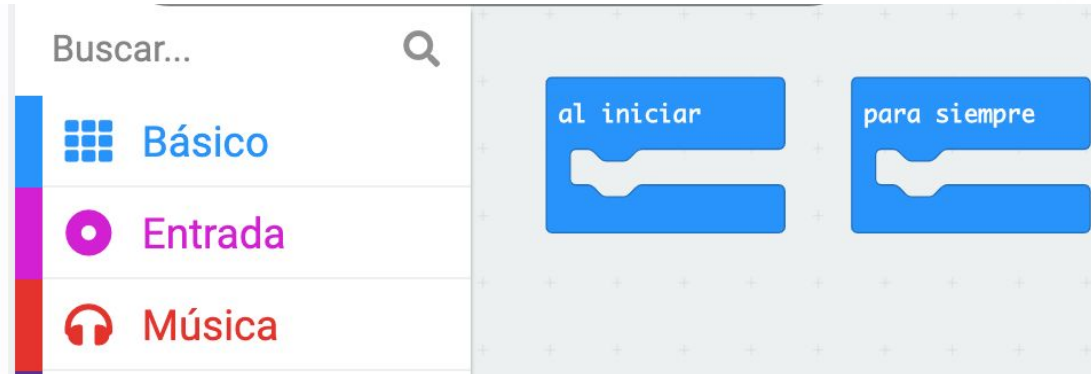 Buscar...
Básico
Entrada
Música
al iniciar
para siempre